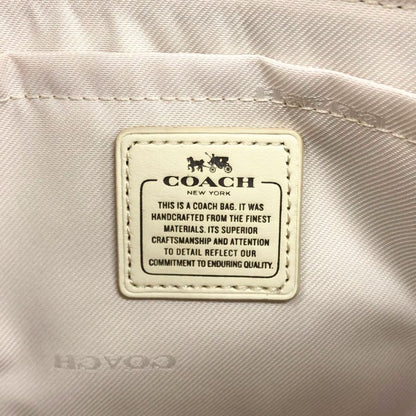 COACH
NEW YORK
THIS IS A COACH BAG. IT WAS
HANDCRAFTED FROM THE FINEST
MATERIALS. ITS SUPERIOR
CRAFTSMANSHIP AND ATTENTION
TO DETAIL REFLECT OUR
COMMITMENT TO ENDURING QUALITY.
COACH